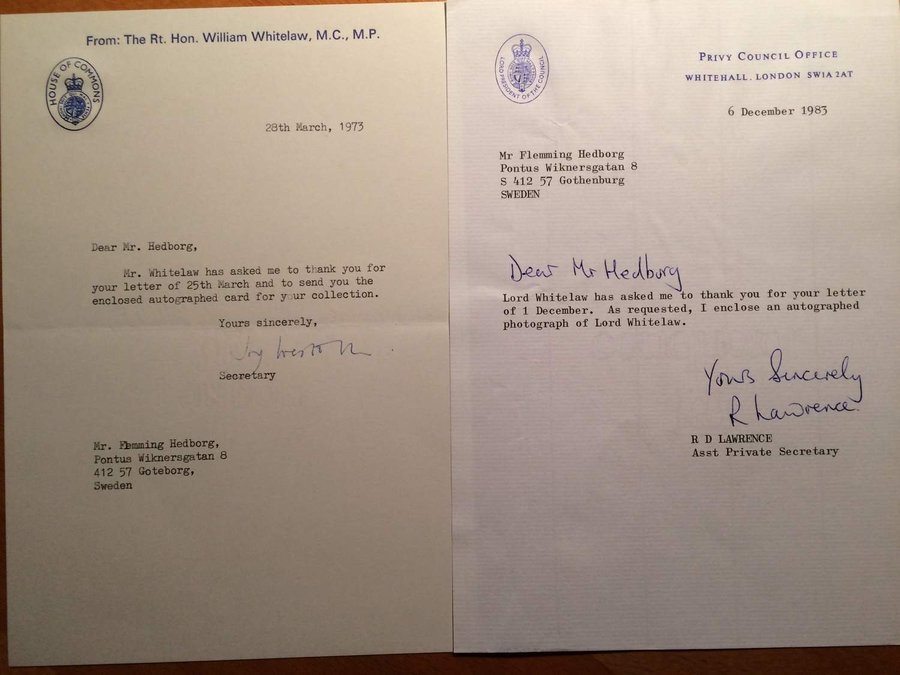 From: The Rt. Hon. William Whitelaw, M.C., M.P.
HOUSE OF COMMONS
28th March, 1973
Dear Mr. Hedborg,
Mr. Whitelaw has asked me to thank you for
your letter of 25th March and to send you the
enclosed autographed card for your collection.
Yours sincerely,
Secretary
Mr. Flemming Hedborg,
Pontus Wiknersgatan 8
412 57 Goteborg,
Sweden
LORD PRESIDENT OF THE COUNCIL
PRIVY COUNCIL OFFICE
WHITEHALL, LONDON SW1A 2AT
6 December 1983
Mr Flemming Hedborg
Pontus Wiknersgatan 8
S 412 57 Gothenburg
SWEDEN
Dear Mr Hedborg
Lord Whitelaw has asked me to thank you for your letter
of 1 December. As requested, I enclose an autographed
photograph of Lord Whitelaw.
Yours Sincerely
R Lawrence.
R D LAWRENCE
Asst Private Secretary